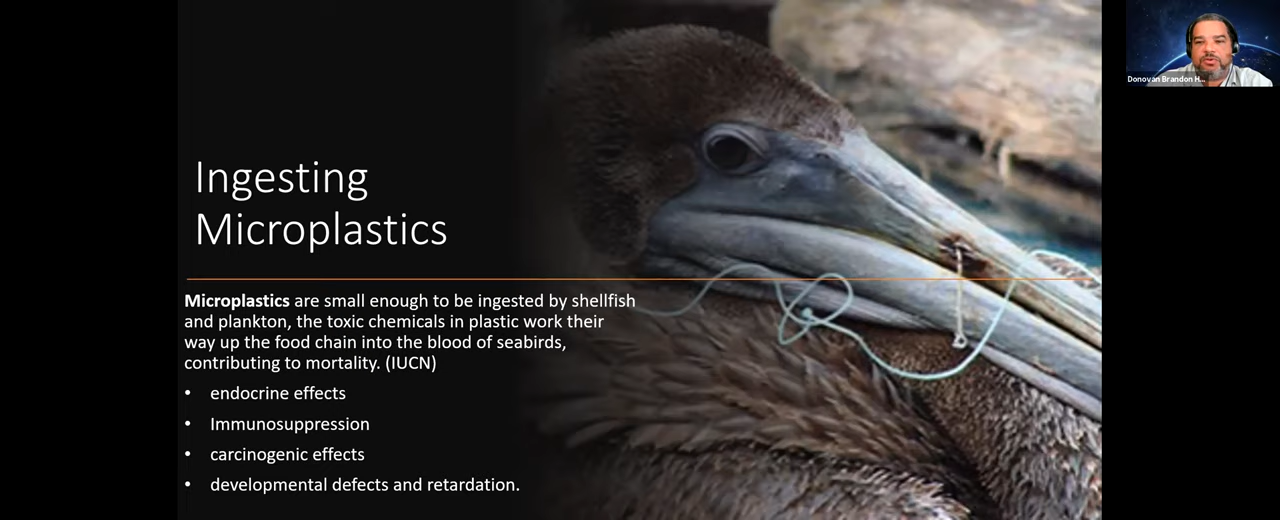 Ingesting
Microplastics
Microplastics are small enough to be ingested by shellfish
and plankton, the toxic chemicals in plastic work their
way up the food chain into the blood of seabirds,
contributing to mortality. (IUCN)
• endocrine effects
• Immunosuppression
• carcinogenic effects
• developmental defects and retardation.
Donovan Brandon H...